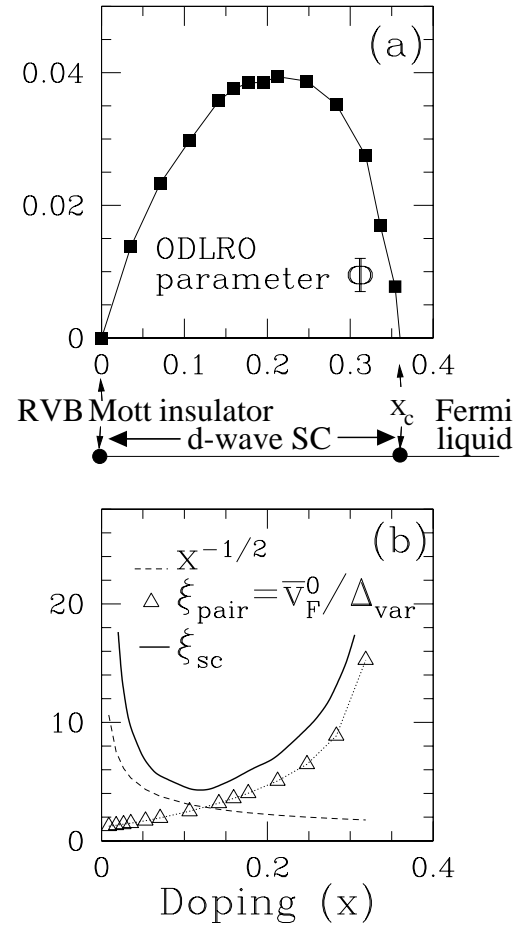 (a)
0.04
0.02
0
ODLRO
parameter Φ
0 0.1 0.2 0.3 0.4
RVB Mott insulator x_c Fermi
d-wave SC liquid
(b)
20
10
0
x^{-1/2}
ξ_pair = v̅_F^0 / Δ_var
ξ_sc
0 0.2 0.4
Doping (x)